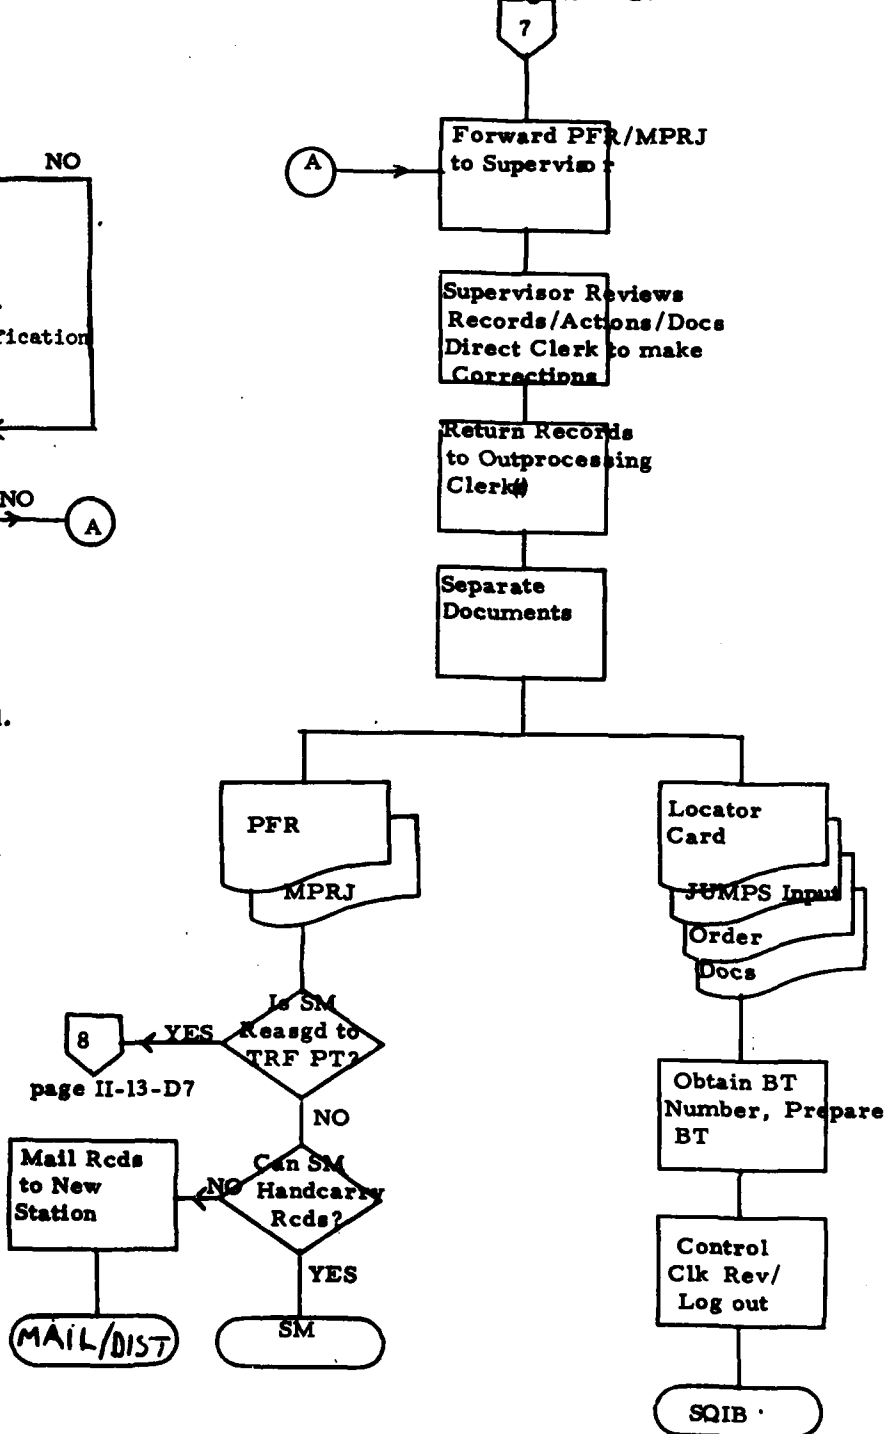 7
NO
A
Forward PFR/MPRJ
to Supervisor
Supervisor Reviews
Records/Actions/Docs
Direct Clerk to make
Corrections
Return Records
to Outprocessing
Clerk
NO
A
Separate
Documents
PFR
MPRJ
Locator
Card
JUMPS Input
Order
Docs
Is SM
Reasgd to
TRF PT?
YES
8
page II-13-D7
NO
Can SM
Handcarry
Rcds?
NO
Mail Rcds
to New
Station
YES
MAIL/DIST
SM
Obtain BT
Number, Prepare
BT
Control
Clk Rev/
Log out
SQIB